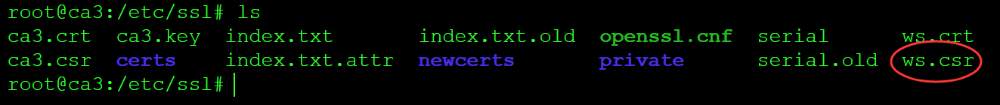 root@ca3:/etc/ssl# ls
ca3.crt ca3.key index.txt index.txt.old openssl.cnf serial ws.crt
ca3.csr certs index.txt.attr newcerts private serial.old ws.csr
root@ca3:/etc/ssl#